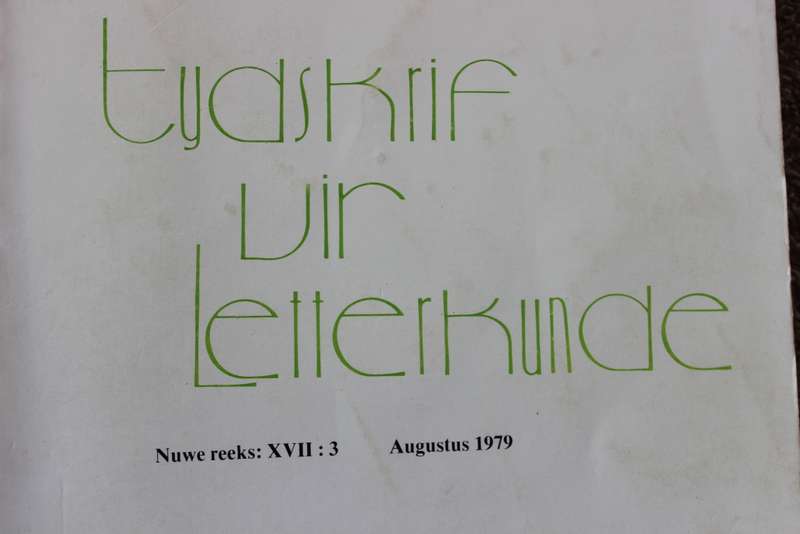 tydskrif
vir
Letterkunde
Nuwe reeks: XVII : 3 Augustus 1979